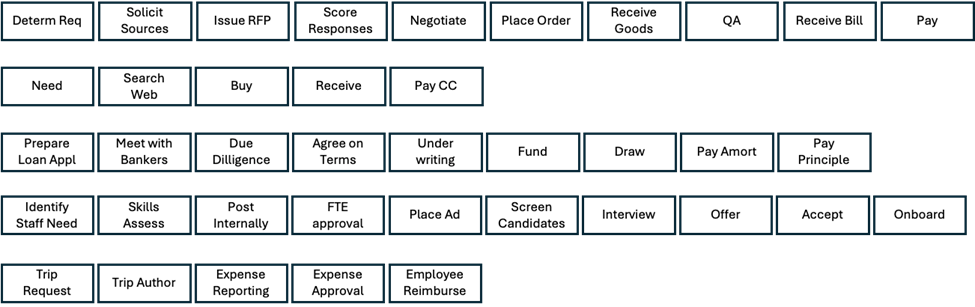 Determ Req
Solicit
Sources
Issue RFP
Score
Responses
Negotiate
Place Order
Receive
Goods
QA
Receive Bill
Pay
Need
Search
Web
Buy
Receive
Pay CC
Prepare
Loan Appl
Meet with
Bankers
Due
Dilligence
Agree on
Terms
Under
writing
Fund
Draw
Pay Amort
Pay
Principle
Identify
Staff Need
Skills
Assess
Post
Internally
FTE
approval
Place Ad
Screen
Candidates
Interview
Offer
Accept
Onboard
Trip
Request
Trip Author
Expense
Reporting
Expense
Approval
Employee
Reimburse